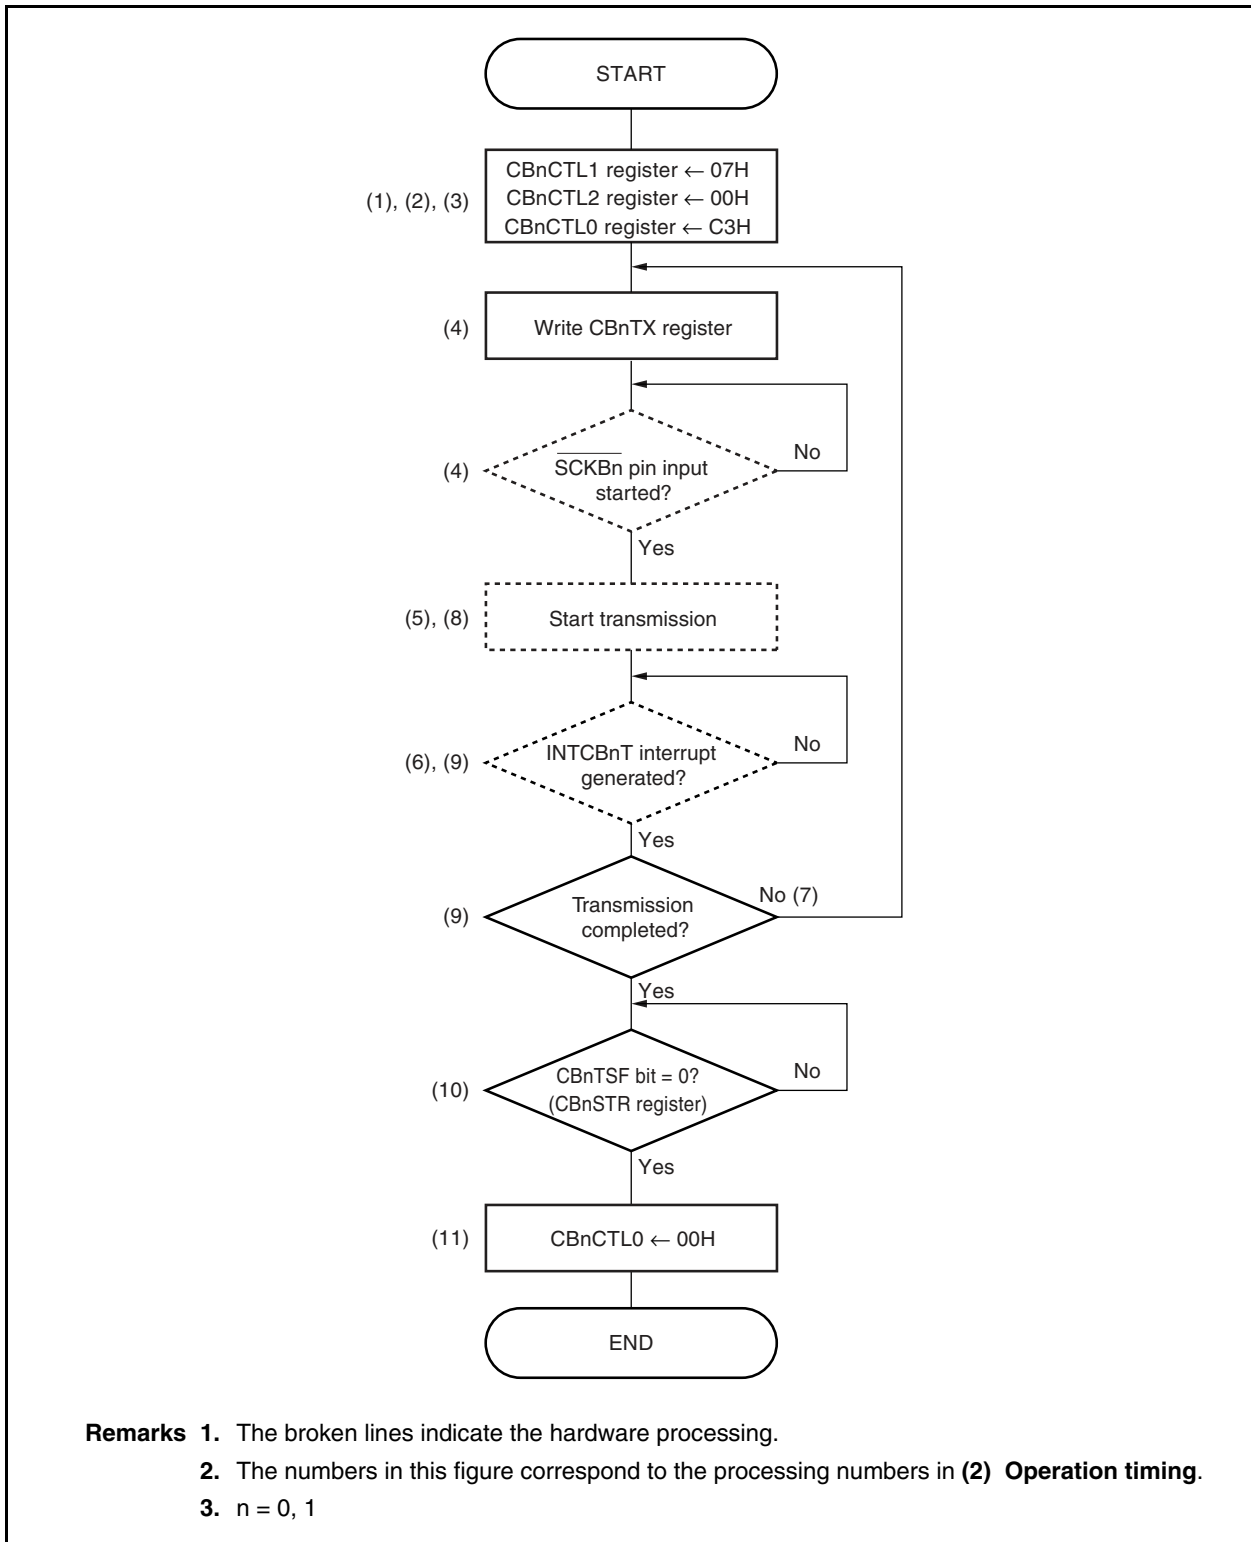 START
CBnCTL1 register ← 07H
(1), (2), (3)
CBnCTL2 register ← 00H
CBnCTL0 register ← C3H
(4)
Write CBnTX register
(4)
SCKBn pin input
started?
No
Yes
(5), (8)
Start transmission
(6), (9)
INTCBnT interrupt
generated?
No
Yes
(9)
Transmission
completed?
No (7)
Yes
(10)
CBnTSF bit = 0?
(CBnSTR register)
No
Yes
(11)
CBnCTL0 ← 00H
END
Remarks 1. The broken lines indicate the hardware processing.
2. The numbers in this figure correspond to the processing numbers in (2) Operation timing.
3. n = 0, 1